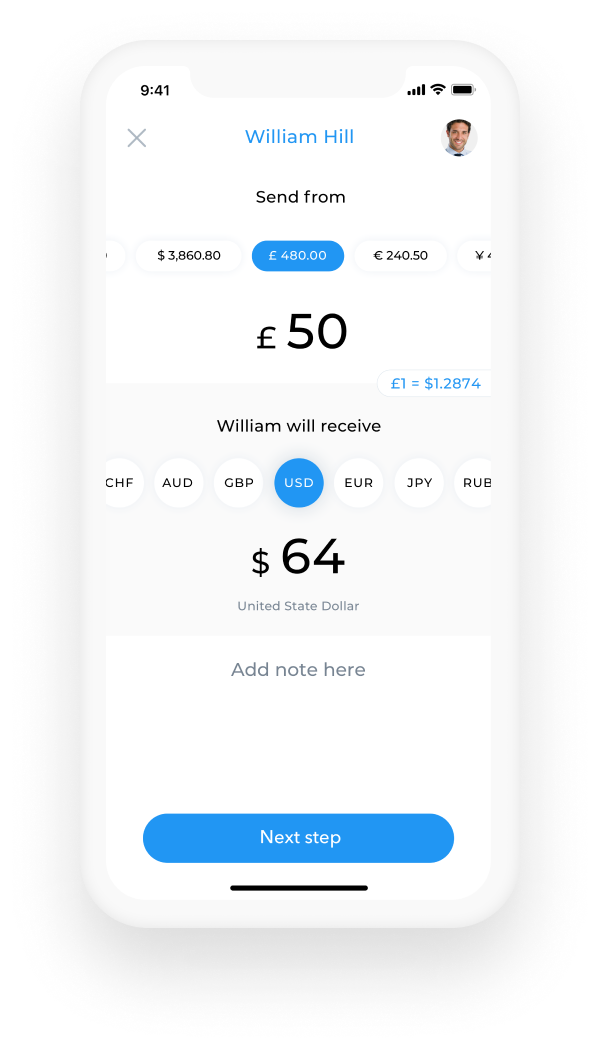 9:41
William Hill
Send from
$ 3,860.80 £ 480.00 € 240.50 ¥
£ 50
£1 = $1.2874
William will receive
CHF AUD GBP USD EUR JPY RUB
$ 64
United State Dollar
Add note here
Next step